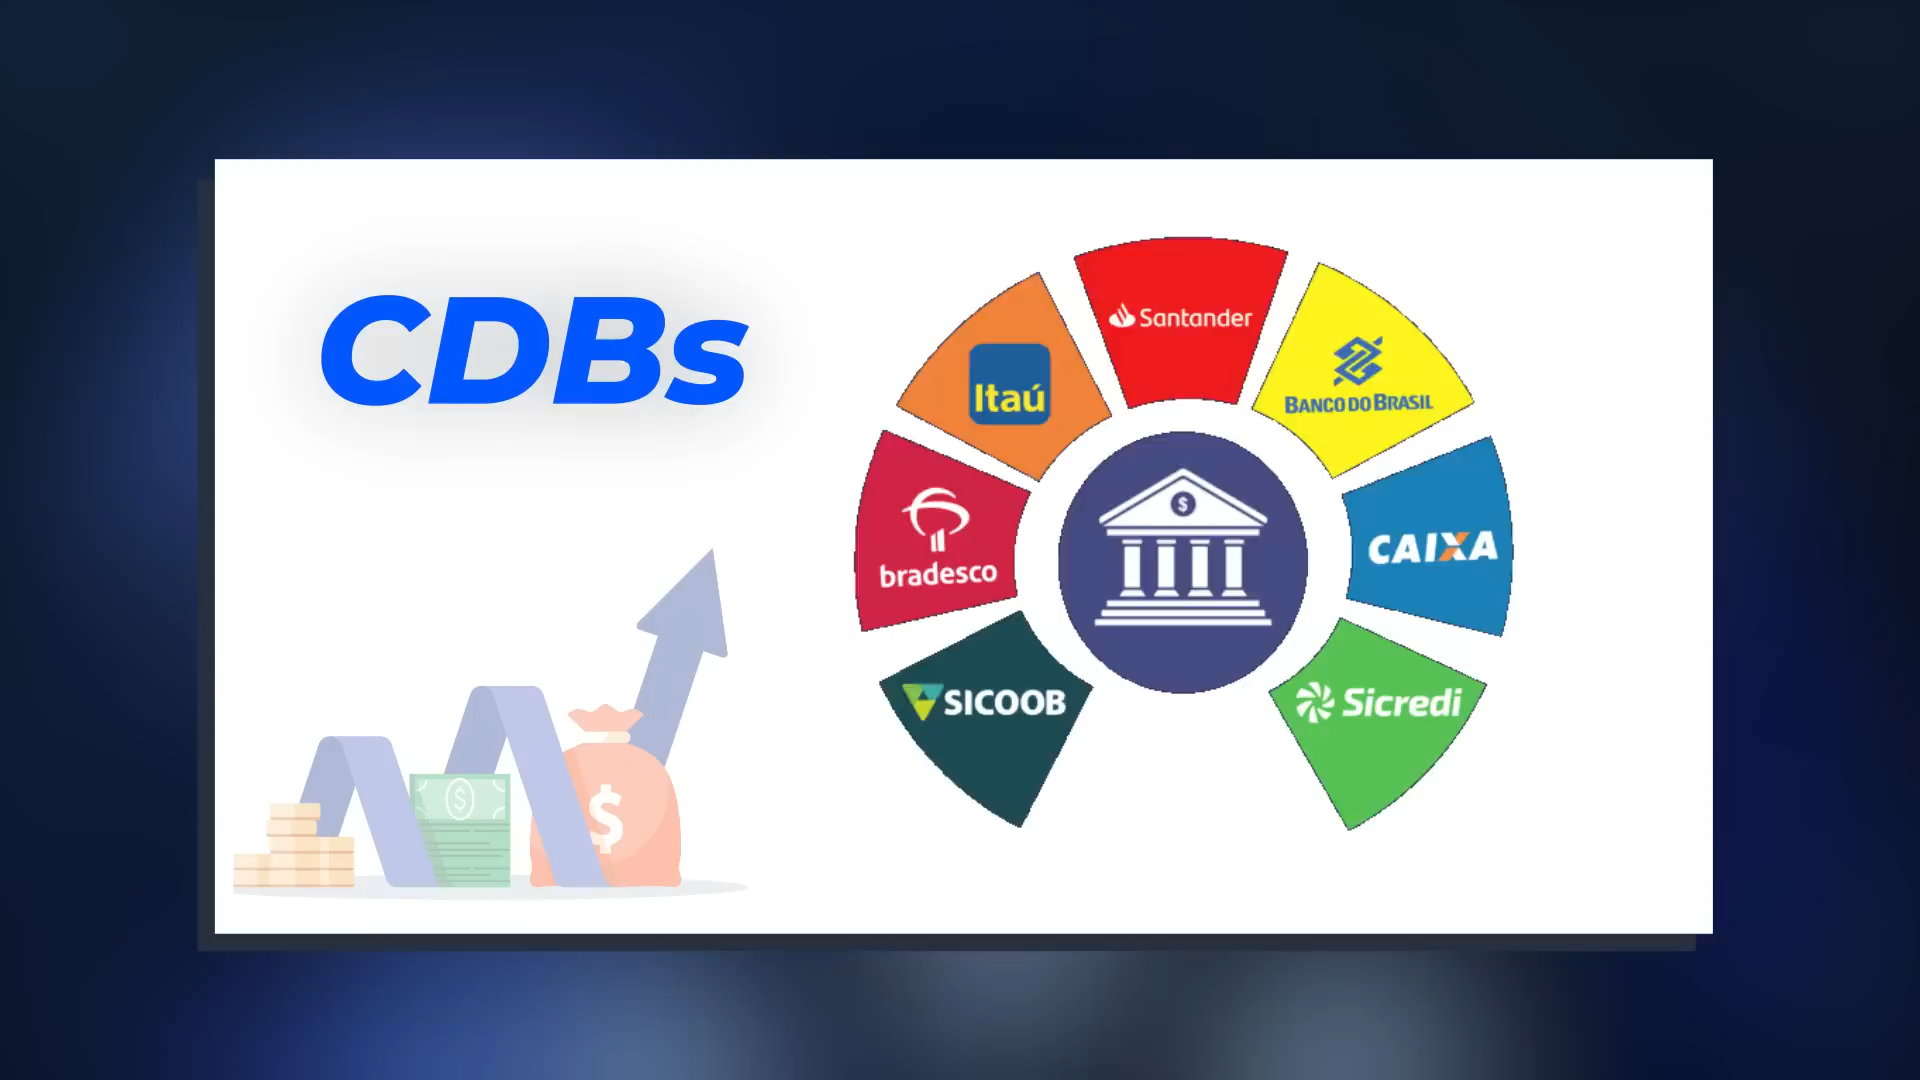 CDBs
Santander
Itaú
BANCO DO BRASIL
bradesco
CAIXA
SICOOB
Sicredi
$
$
$